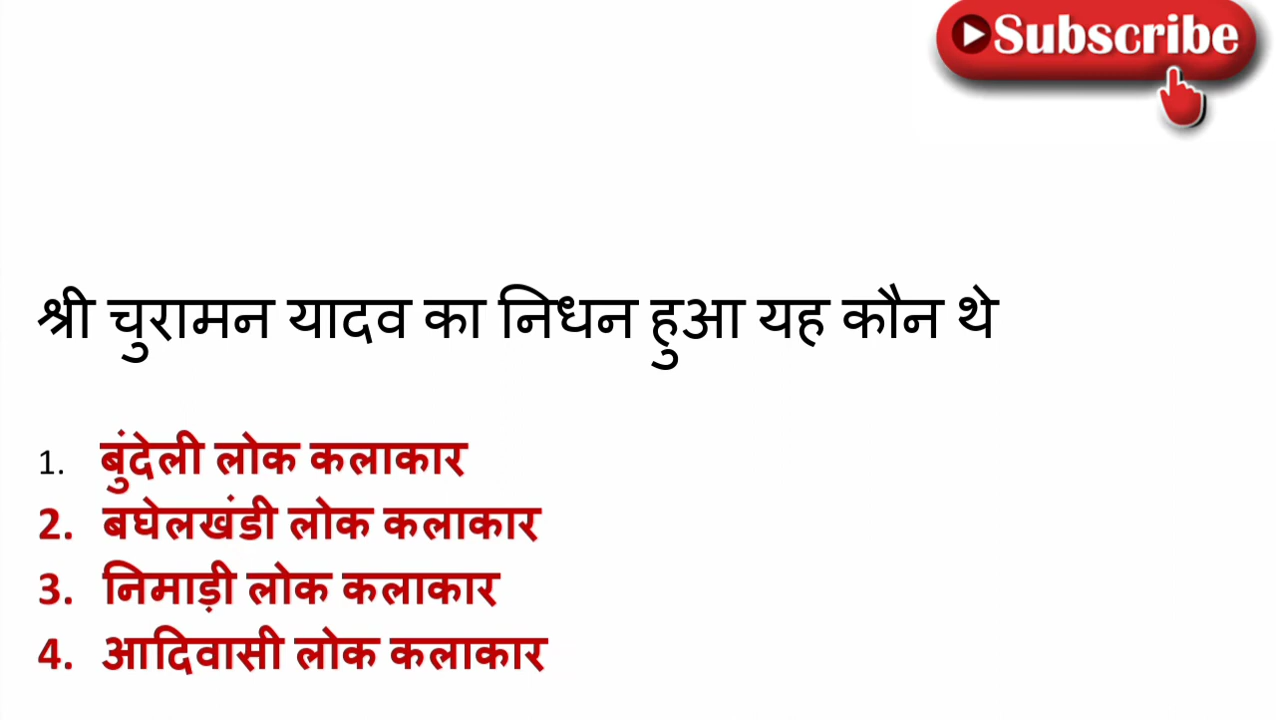 Subscribe
श्री चुरामन यादव का निधन हुआ यह कौन थे
1. बुंदेली लोक कलाकार
2. बघेलखंडी लोक कलाकार
3. निमाड़ी लोक कलाकार
4. आदिवासी लोक कलाकार